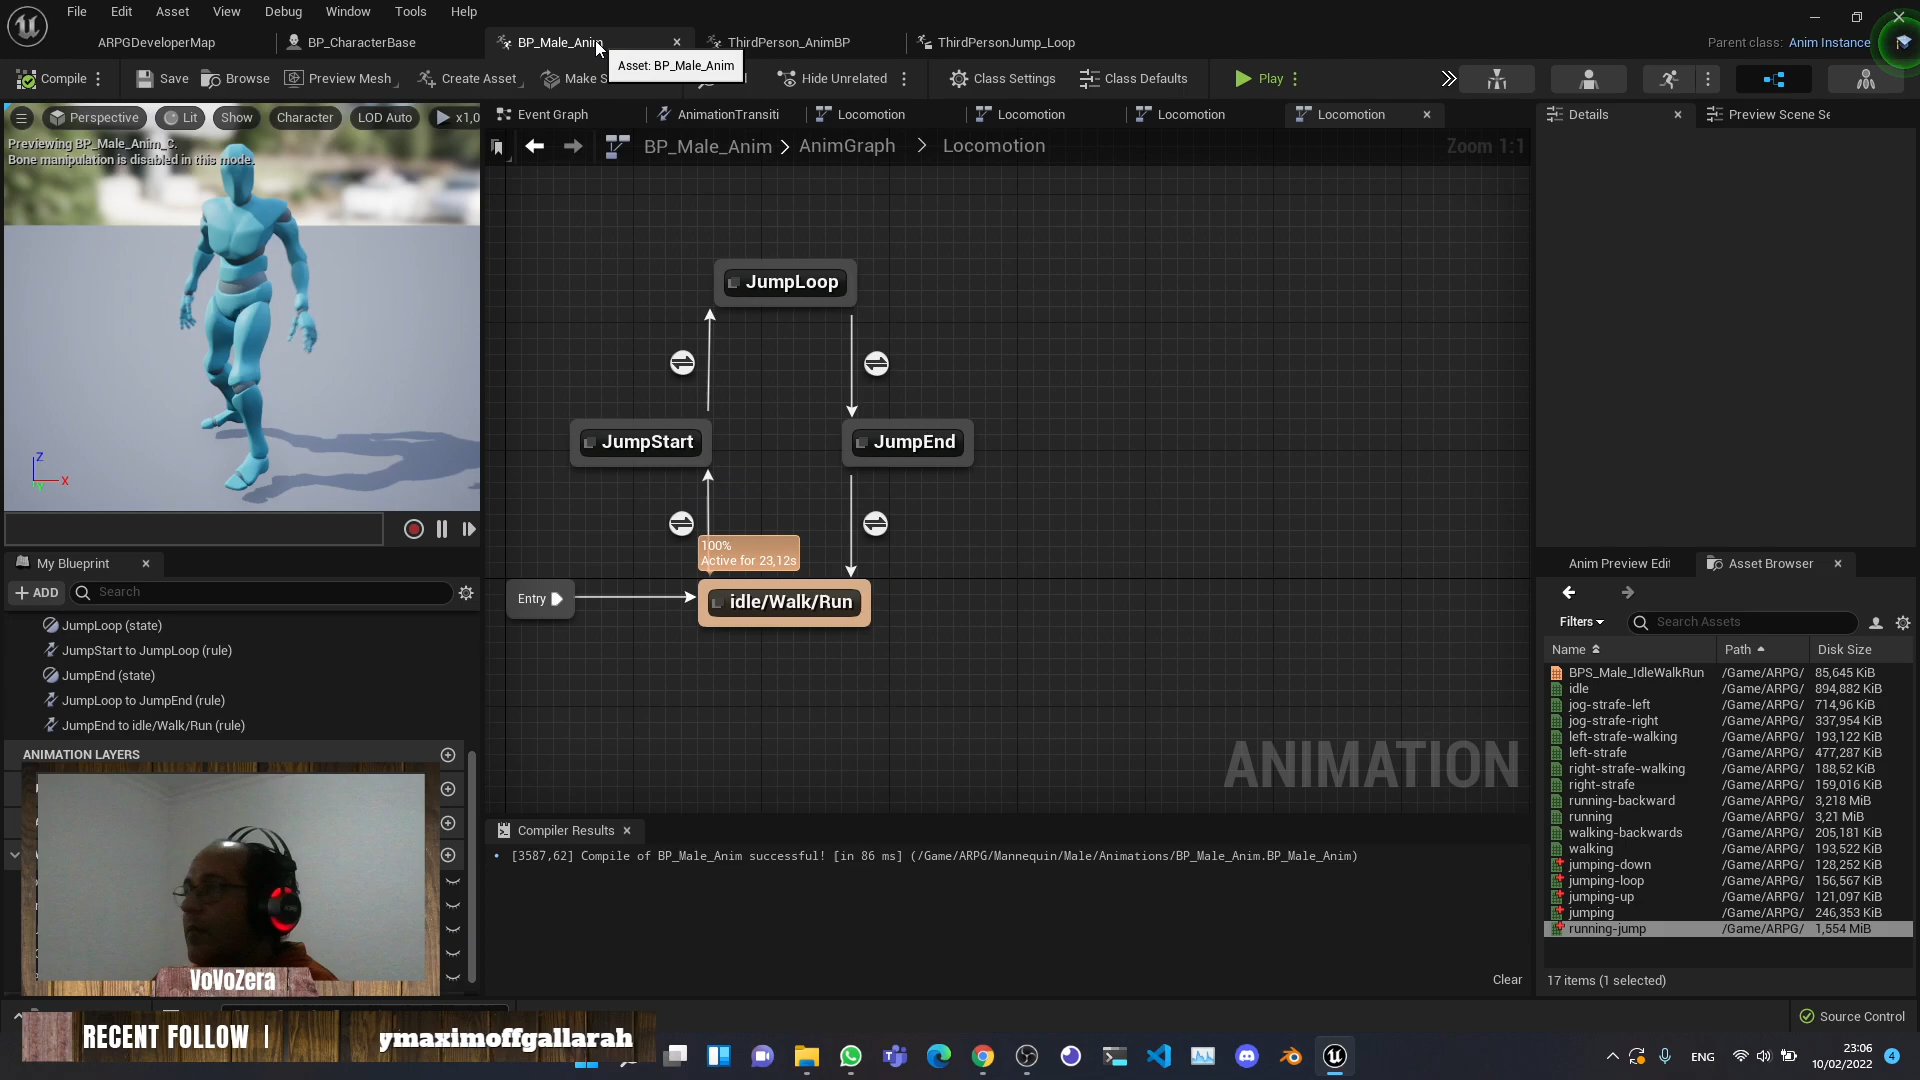 File Edit Asset View Debug Window Tools Help
ARPGDeveloperMap BP_CharacterBase BP_Male_Anim ThirdPerson_AnimBP ThirdPersonJump_Loop Parent class: Anim Instance
Asset: BP_Male_Anim
Compile Save Browse Preview Mesh Create Asset Make S Hide Unrelated Class Settings Class Defaults Play
Perspective Lit Show Character LOD Auto x1,0
Event Graph AnimationTransiti Locomotion Locomotion Locomotion Locomotion
Details Preview Scene Se
Previewing BP_Male_Anim_C.
Bone manipulation is disabled in this mode.
BP_Male_Anim > AnimGraph > Locomotion Zoom 1:1
JumpLoop
JumpStart JumpEnd
100%
Active for 23,12s
Entry idle/Walk/Run
ANIMATION
Z
X
Y
My Blueprint
ADD Search
JumpLoop (state)
JumpStart to JumpLoop (rule)
JumpEnd (state)
JumpLoop to JumpEnd (rule)
JumpEnd to idle/Walk/Run (rule)
ANIMATION LAYERS
Compiler Results
[3587,62] Compile of BP_Male_Anim successful! [in 86 ms] (/Game/ARPG/Mannequin/Male/Animations/BP_Male_Anim.BP_Male_Anim)
Clear
Anim Preview Edit Asset Browser
Filters Search Assets
Name Path Disk Size
BPS_Male_IdleWalkRun /Game/ARPG/ 85,645 KiB
idle /Game/ARPG/ 894,882 KiB
jog-strafe-left /Game/ARPG/ 714,96 KiB
jog-strafe-right /Game/ARPG/ 337,954 KiB
left-strafe-walking /Game/ARPG/ 193,122 KiB
left-strafe /Game/ARPG/ 477,287 KiB
right-strafe-walking /Game/ARPG/ 188,52 KiB
right-strafe /Game/ARPG/ 159,016 KiB
running-backward /Game/ARPG/ 3,218 MiB
running /Game/ARPG/ 3,21 MiB
walking-backwards /Game/ARPG/ 205,181 KiB
walking /Game/ARPG/ 193,522 KiB
jumping-down /Game/ARPG/ 128,252 KiB
jumping-loop /Game/ARPG/ 156,567 KiB
jumping-up /Game/ARPG/ 121,097 KiB
jumping /Game/ARPG/ 246,353 KiB
running-jump /Game/ARPG/ 1,554 MiB
17 items (1 selected)
VoVoZera
Source Control
RECENT FOLLOW | ymaximoffgallarah
ENG 23:06
10/02/2022 4